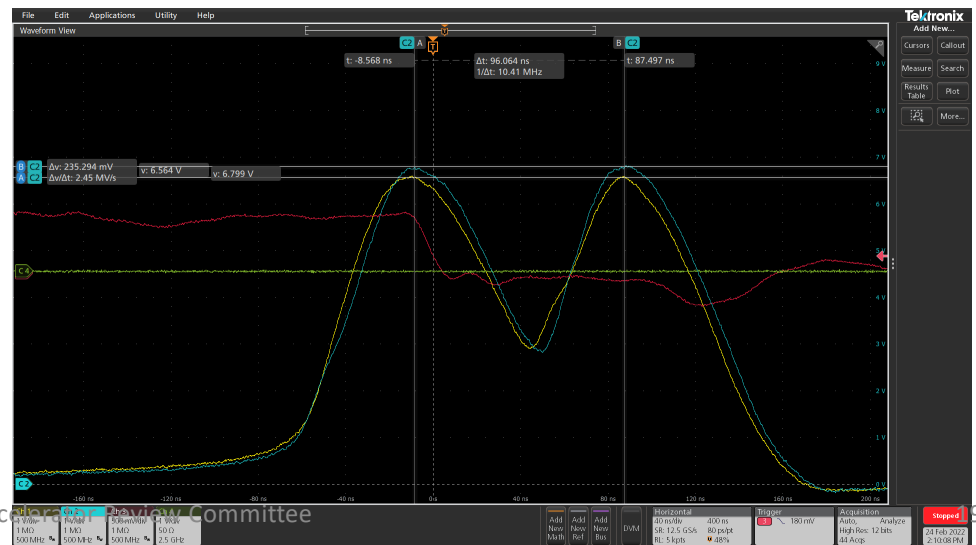 File Edit Applications Utility Help
Tektronix
Waveform View
Add New...
C2 A
T
B C2
Cursors Callout
t: -8.568 ns
Δt: 96.064 ns
1/Δt: 10.41 MHz
t: 87.497 ns
9 V
Measure Search
Results Table
Plot
8 V
More...
7 V
B C2 Δv: 235.294 mV
v: 6.564 V
v: 6.799 V
A C2 Δv/Δt: 2.45 MV/s
6 V
5 V
C4
4 V
3 V
2 V
1 V
C2
0 V
-160 ns -120 ns -80 ns -40 ns 0 s 40 ns 80 ns 120 ns 160 ns 200 ns
Review Committee
19
1 MΩ
500 MHz
1 MΩ
500 MHz
500 mV/div
1 MΩ
500 MHz
50 Ω
2.5 GHz
Add New Math
Add New Ref
Add New Bus
DVM
Horizontal
40 ns/div 400 ns
SR: 12.5 GS/s 80 ps/pt
RL: 5 kpts 48%
Trigger
3 180 mV
Acquisition
Auto, Analyze
High Res: 12 bits
44 Acqs
Stopped
24 Feb 2022
2:10:08 PM